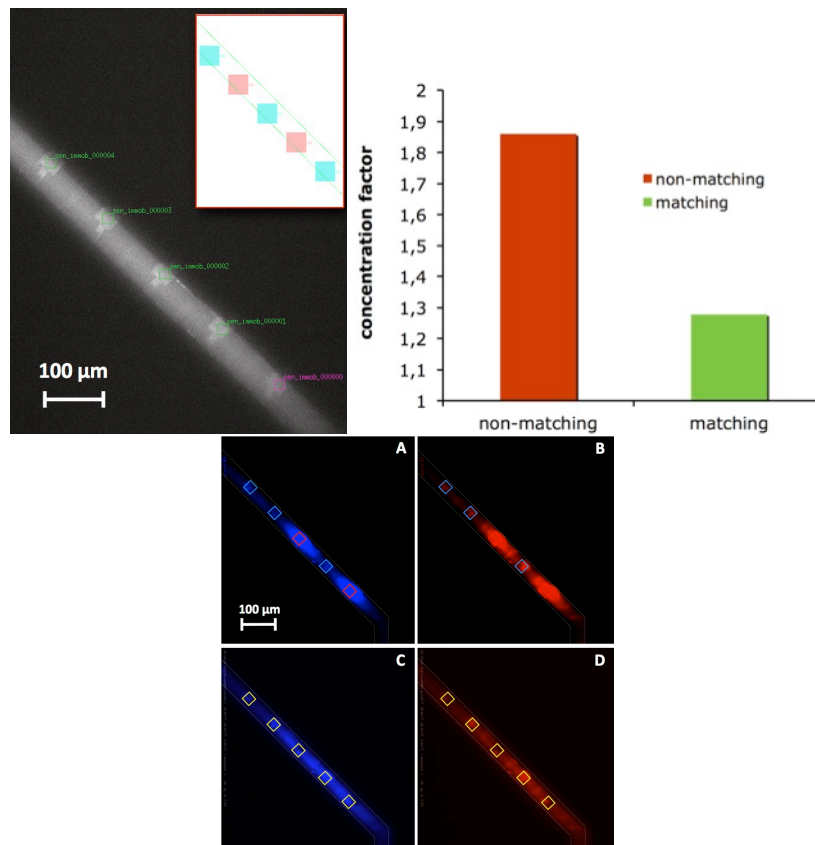 pen_immob_000004
pen_immob_000003
pen_immob_000002
pen_immob_000001
pen_immob_000000
100 µm
concentration factor
2
1,9
1,8
1,7
1,6
1,5
1,4
1,3
1,2
1,1
1
non-matching
matching
non-matching
matching
A
100 µm
B
C
D